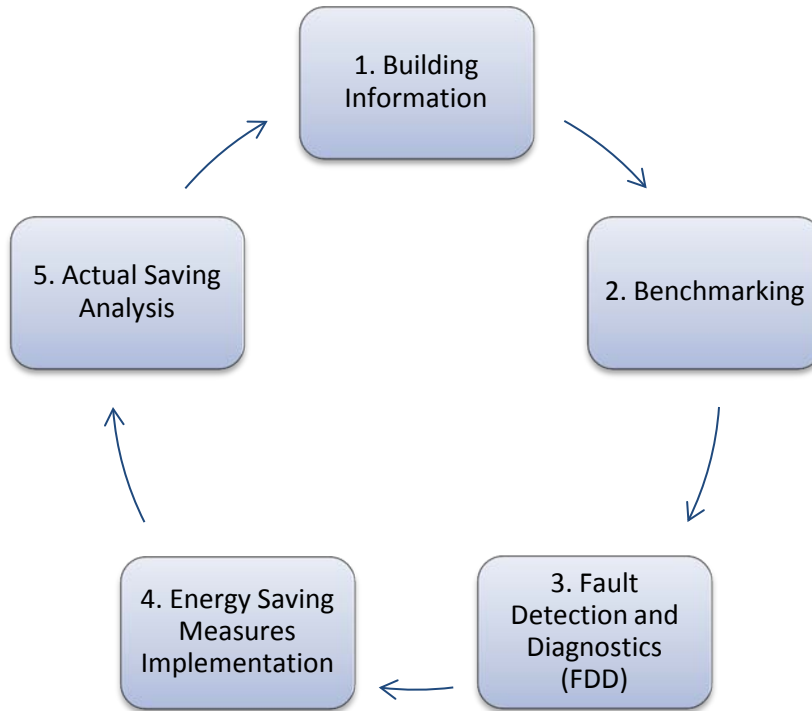 1. Building
Information
2. Benchmarking
3. Fault
Detection and
Diagnostics
(FDD)
4. Energy Saving
Measures
Implementation
5. Actual Saving
Analysis